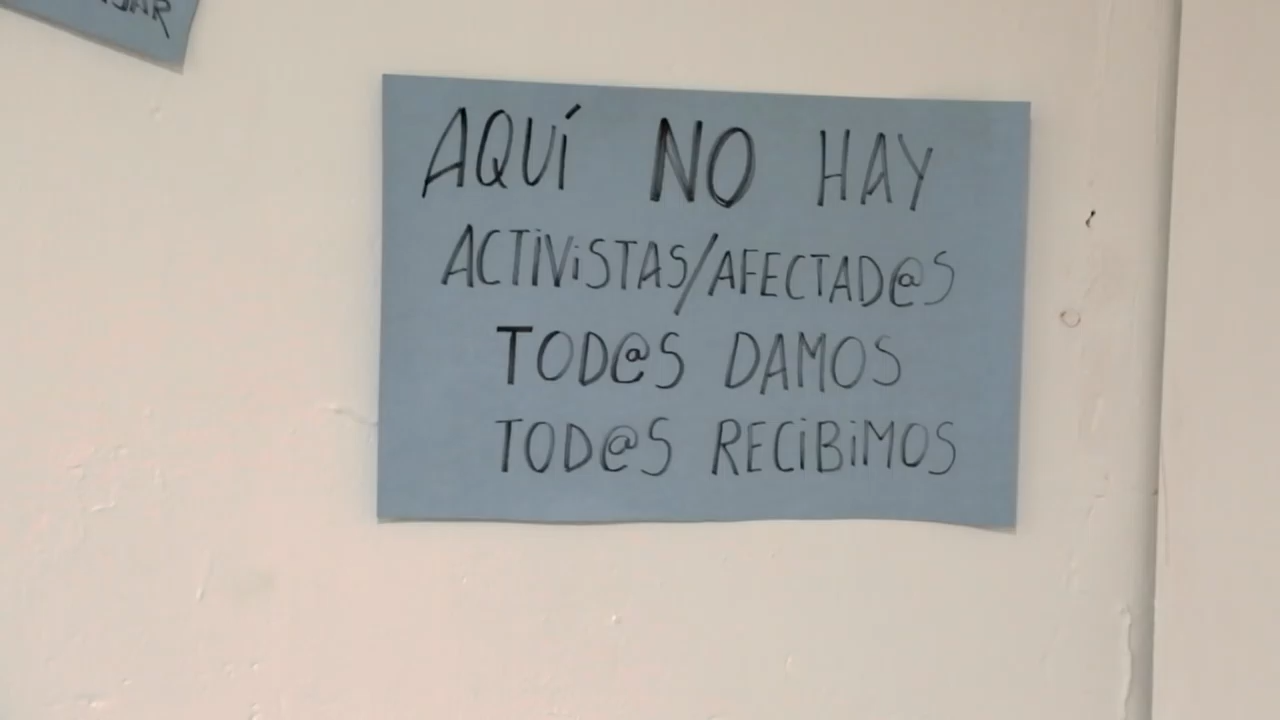 AQUÍ NO HAY
ACTIVISTAS/AFECTAD@S
TOD@S DAMOS
TOD@S RECIBIMOS